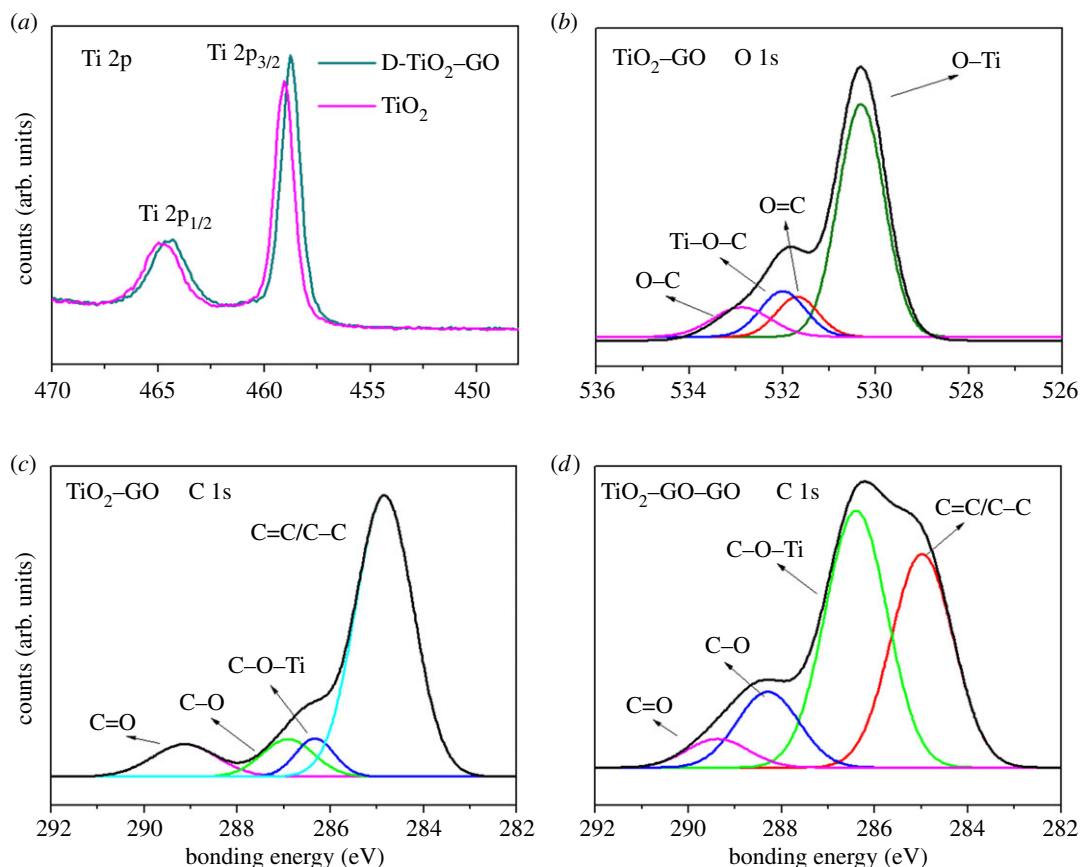 (a)
Ti 2p
Ti 2p3/2
D-TiO2–GO
TiO2
Ti 2p1/2
counts (arb. units)
470 465 460 455 450
(b)
TiO2–GO O 1s
O–Ti
O=C
Ti–O–C
O–C
536 534 532 530 528 526
(c)
TiO2–GO C 1s
C=C/C–C
C–O–Ti
C–O
C=O
counts (arb. units)
292 290 288 286 284 282
bonding energy (eV)
(d)
TiO2–GO–GO C 1s
C=C/C–C
C–O–Ti
C–O
C=O
292 290 288 286 284 282
bonding energy (eV)